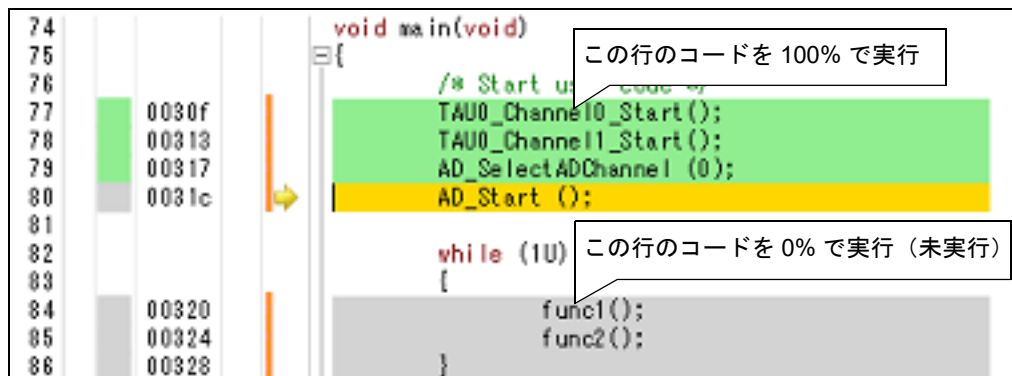 74 void main(void)
75 {
この行のコードを 100% で実行
76 /* Start us
77 0030f TAU0_Channel0_Start();
78 00313 TAU0_Channel1_Start();
79 00317 AD_SelectADChannel (0);
80 0031c AD_Start ();
81
82 while (1U)
この行のコードを 0% で実行（未実行）
83 {
84 00320 func1();
85 00324 func2();
86 00328 }